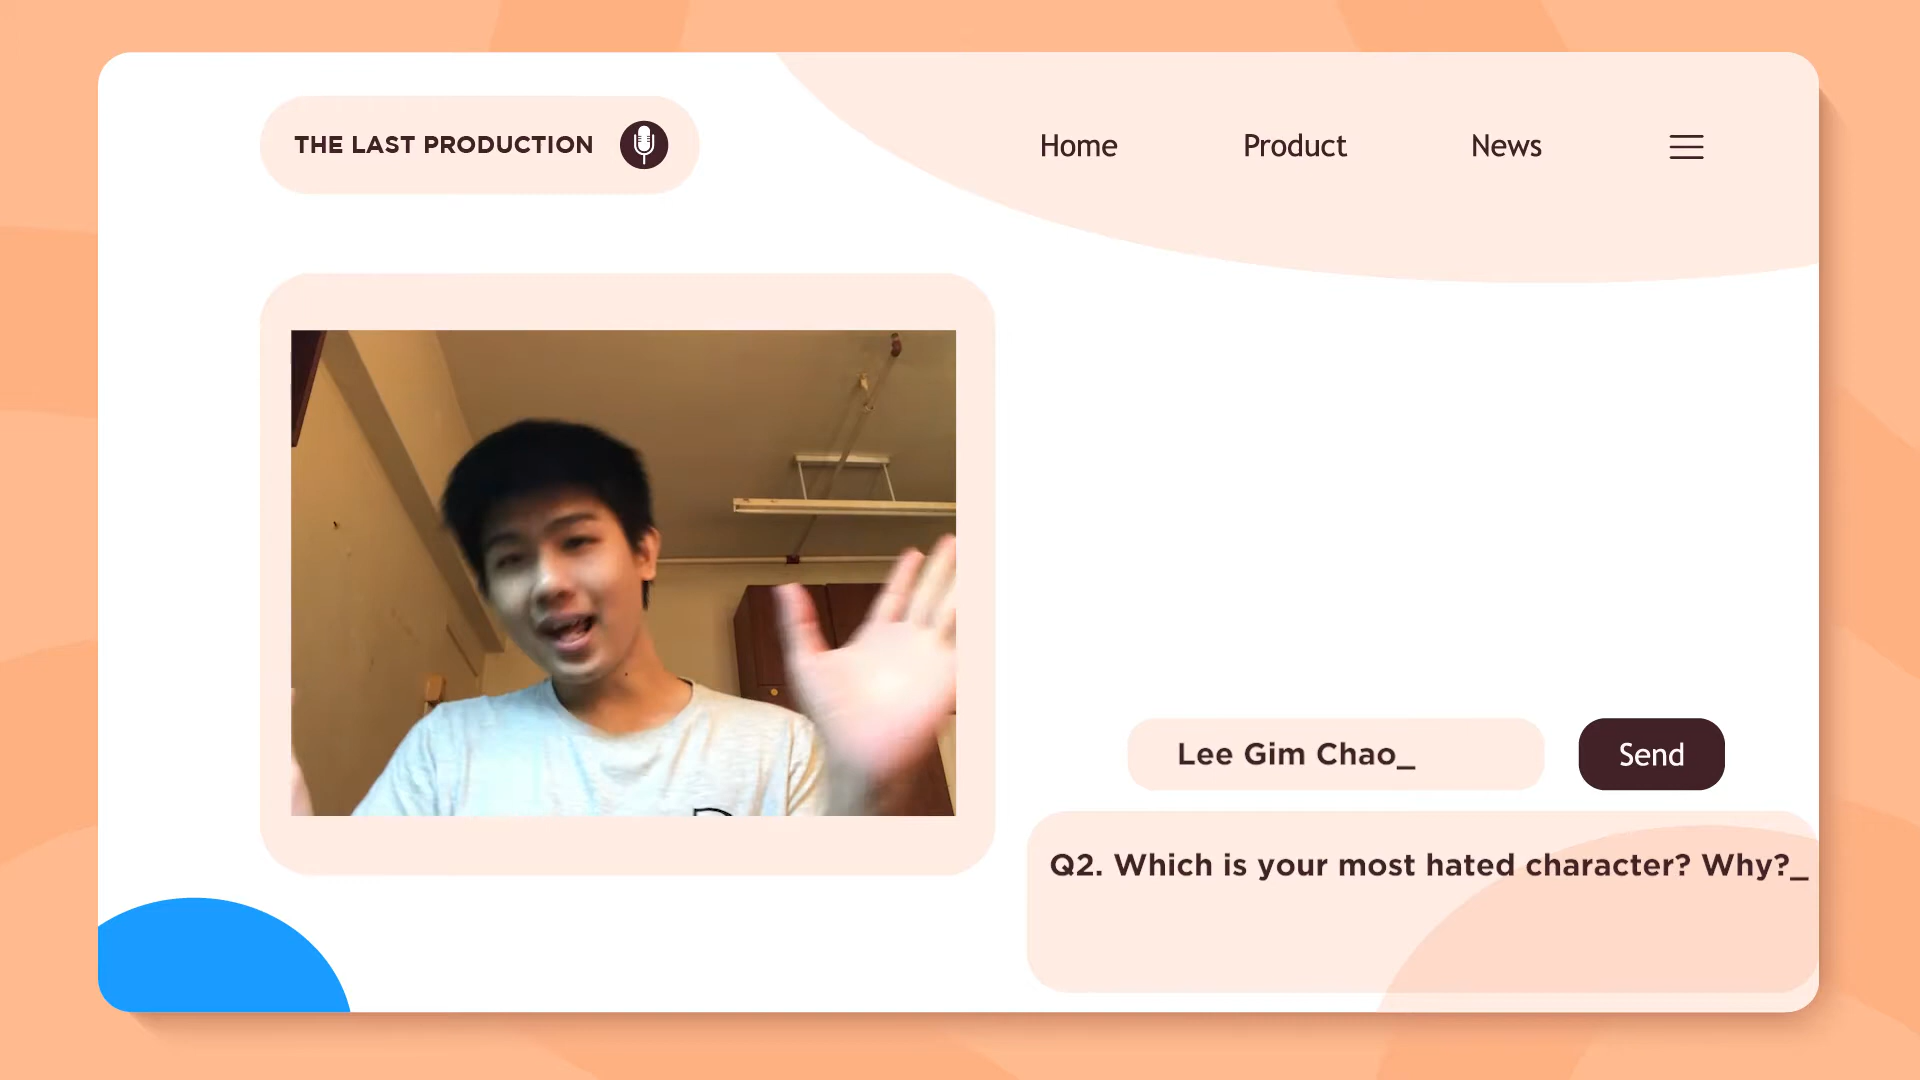 THE LAST PRODUCTION
Home
Product
News
Lee Gim Chao_
Send
Q2. Which is your most hated character? Why?_